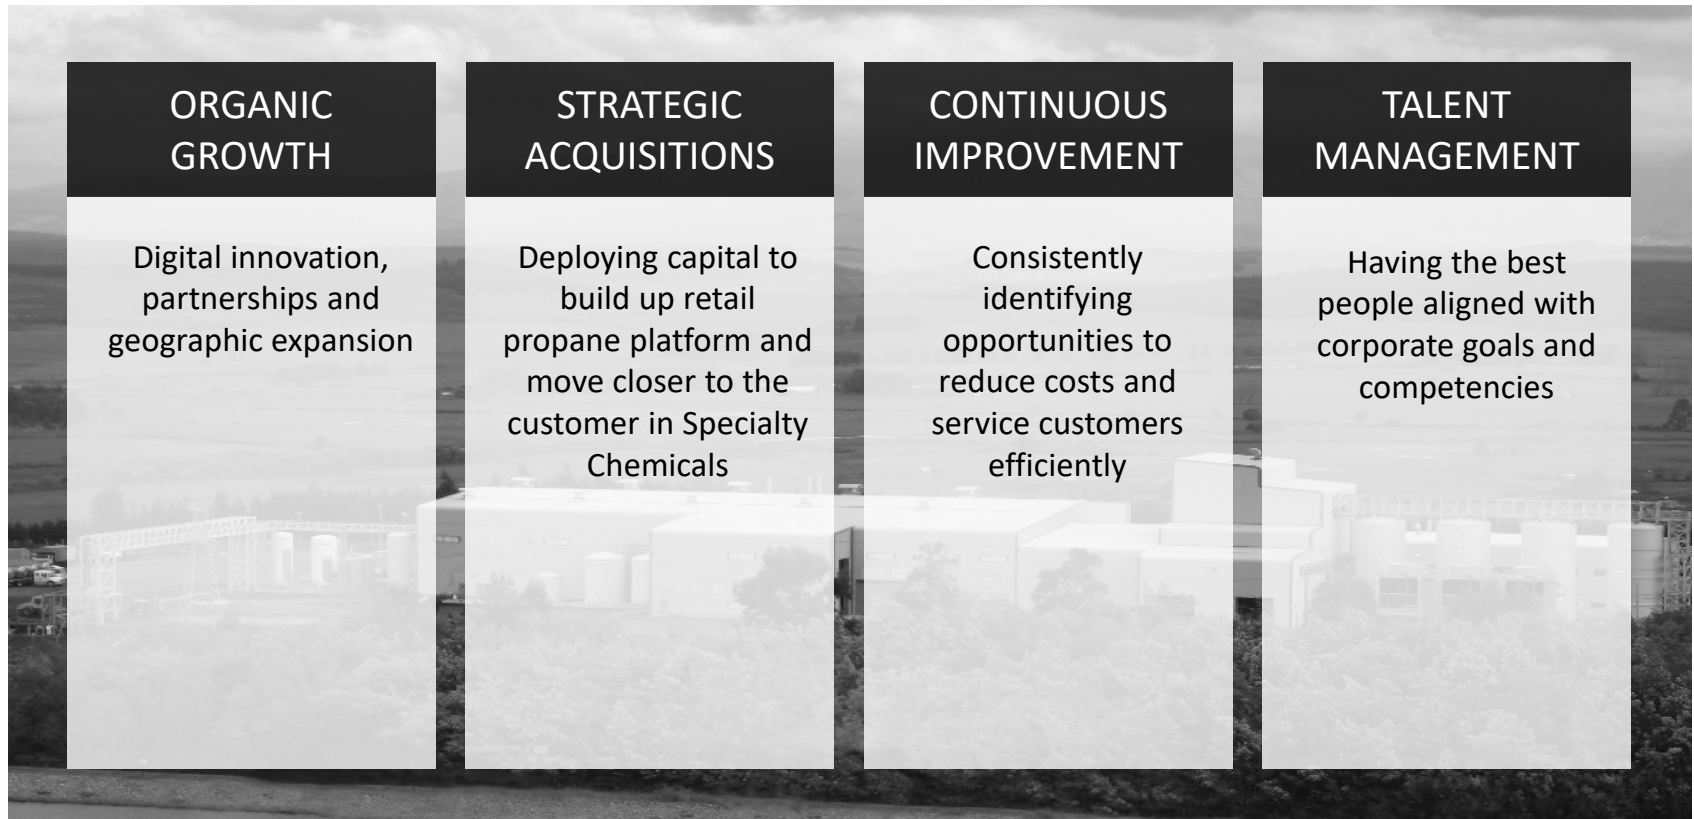 ORGANIC
GROWTH
Digital innovation,
partnerships and
geographic expansion
STRATEGIC
ACQUISITIONS
Deploying capital to
build up retail
propane platform and
move closer to the
customer in Specialty
Chemicals
CONTINUOUS
IMPROVEMENT
Consistently
identifying
opportunities to
reduce costs and
service customers
efficiently
TALENT
MANAGEMENT
Having the best
people aligned with
corporate goals and
competencies